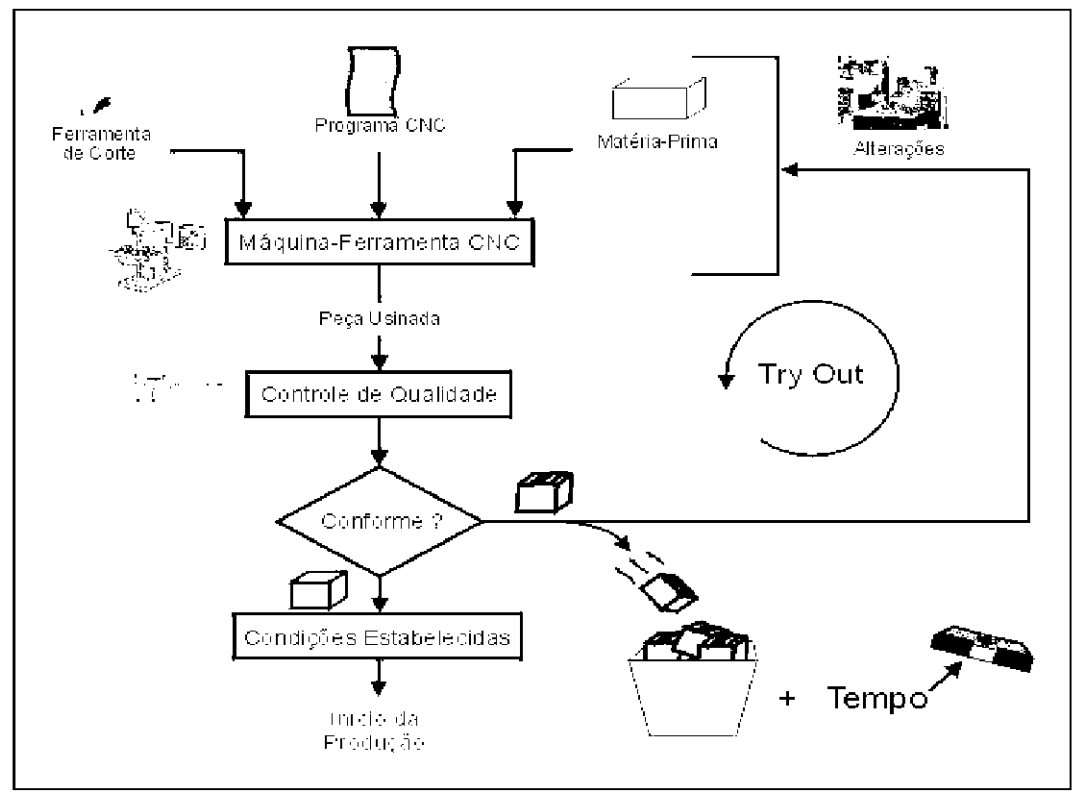 Ferramenta
de Corte
Programa CNC
Matéria-Prima
Alterações
Máquina-Ferramenta CNC
Peça Usinada
Try Out
Controle de Qualidade
Conforme ?
Condições Estabelecidas
+ Tempo
Início da
Produção